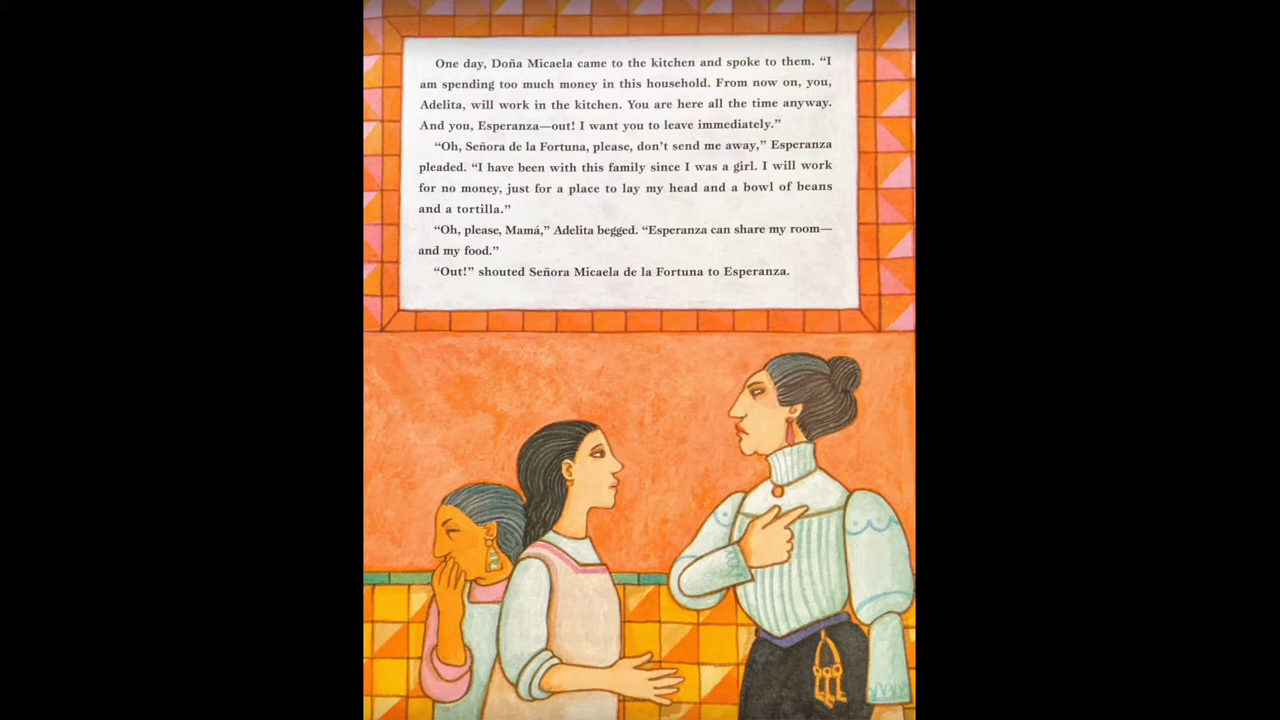 One day, Doña Micaela came to the kitchen and spoke to them. “I
am spending too much money in this household. From now on, you,
Adelita, will work in the kitchen. You are here all the time anyway.
And you, Esperanza—out! I want you to leave immediately.”
“Oh, Señora de la Fortuna, please, don’t send me away,” Esperanza
pleaded. “I have been with this family since I was a girl. I will work
for no money, just for a place to lay my head and a bowl of beans
and a tortilla.”
“Oh, please, Mamá,” Adelita begged. “Esperanza can share my room—
and my food.”
“Out!” shouted Señora Micaela de la Fortuna to Esperanza.